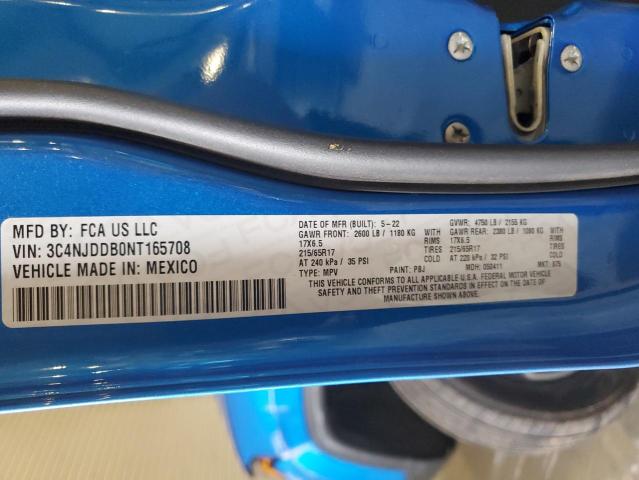 MFD BY: FCA US LLC
VIN: 3C4NJDDB0NT165708
VEHICLE MADE IN: MEXICO
DATE OF MFR (BUILT): 5-22 GVWR: 4750 LB / 2155 KG
GAWR FRONT: 2600 LB / 1180 KG WITH GAWR REAR: 2380 LB / 1080 KG WITH
17X6.5 RIMS 17X6.5 RIMS
215/65R17 TIRES 215/65R17 TIRES
AT 240 kPa / 35 PSI COLD AT 220 kPa / 32 PSI COLD
TYPE: MPV PAINT: PBJ MDH: 050411 MKT: 875
THIS VEHICLE CONFORMS TO ALL APPLICABLE U.S.A. FEDERAL MOTOR VEHICLE
SAFETY AND THEFT PREVENTION STANDARDS IN EFFECT ON THE DATE OF
MANUFACTURE SHOWN ABOVE.